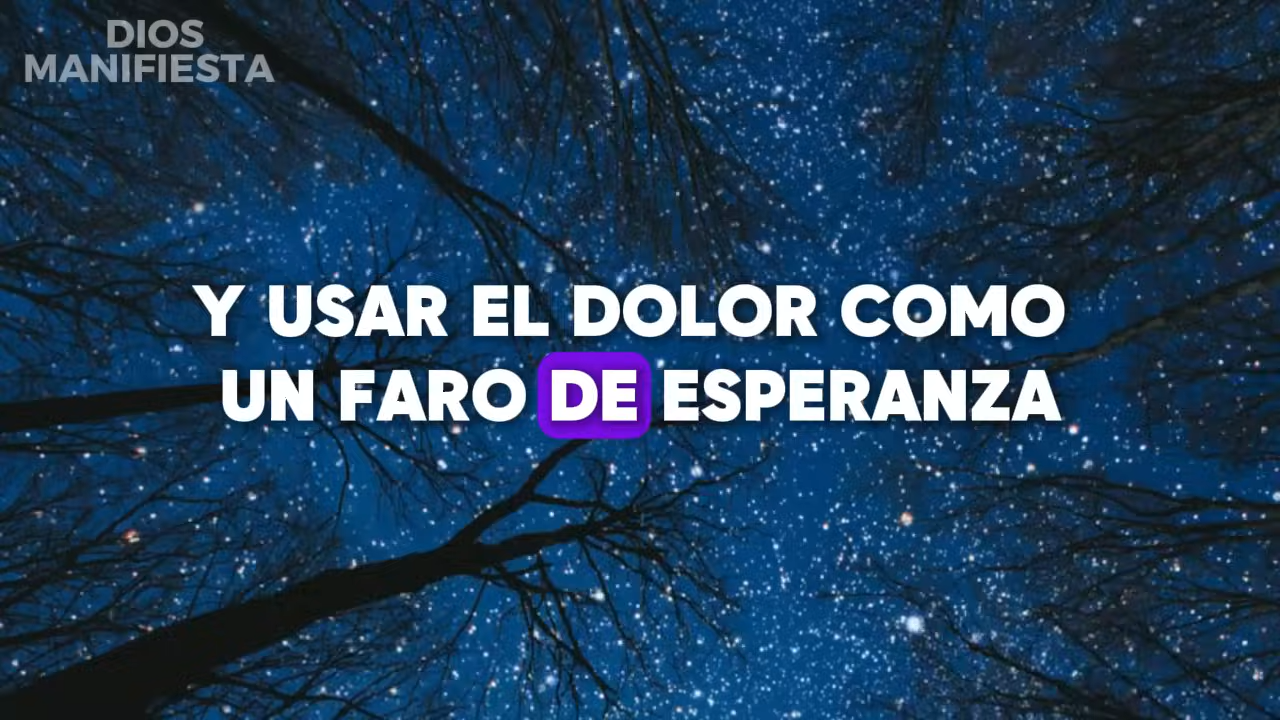 DIOS
MANIFIESTA
Y USAR EL DOLOR COMO
UN FARO DE ESPERANZA